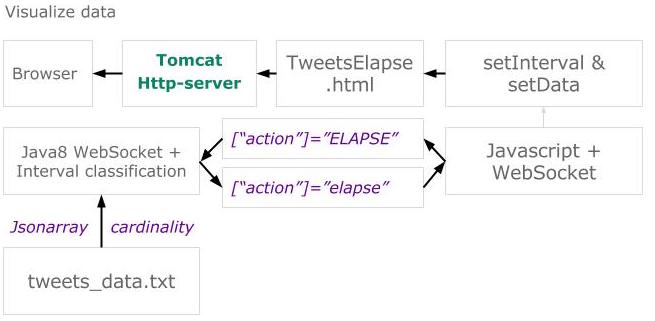 Visualize data
Browser
Tomcat
Http-server
TweetsElapse
.html
setInterval &
setData
Java8 WebSocket +
Interval classification
["action"]=”ELAPSE”
["action"]=”elapse”
Javascript +
WebSocket
Jsonarray cardinality
tweets_data.txt